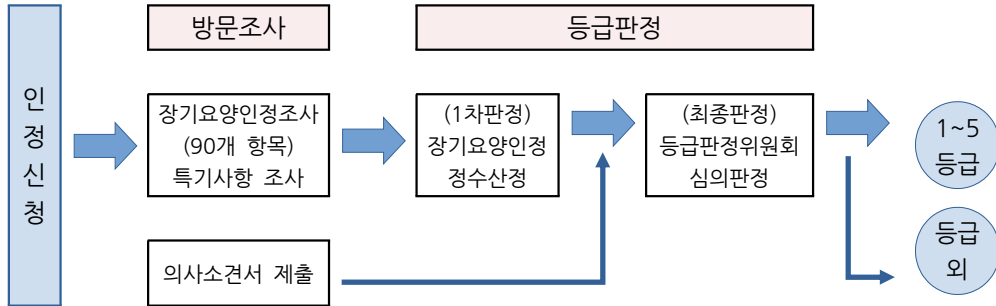 인정신청
방문조사
등급판정
장기요양인정조사
(90개 항목)
특기사항 조사
(1차판정)
장기요양인정
정수산정
(최종판정)
등급판정위원회
심의판정
1~5
등급
의사소견서 제출
등급
외